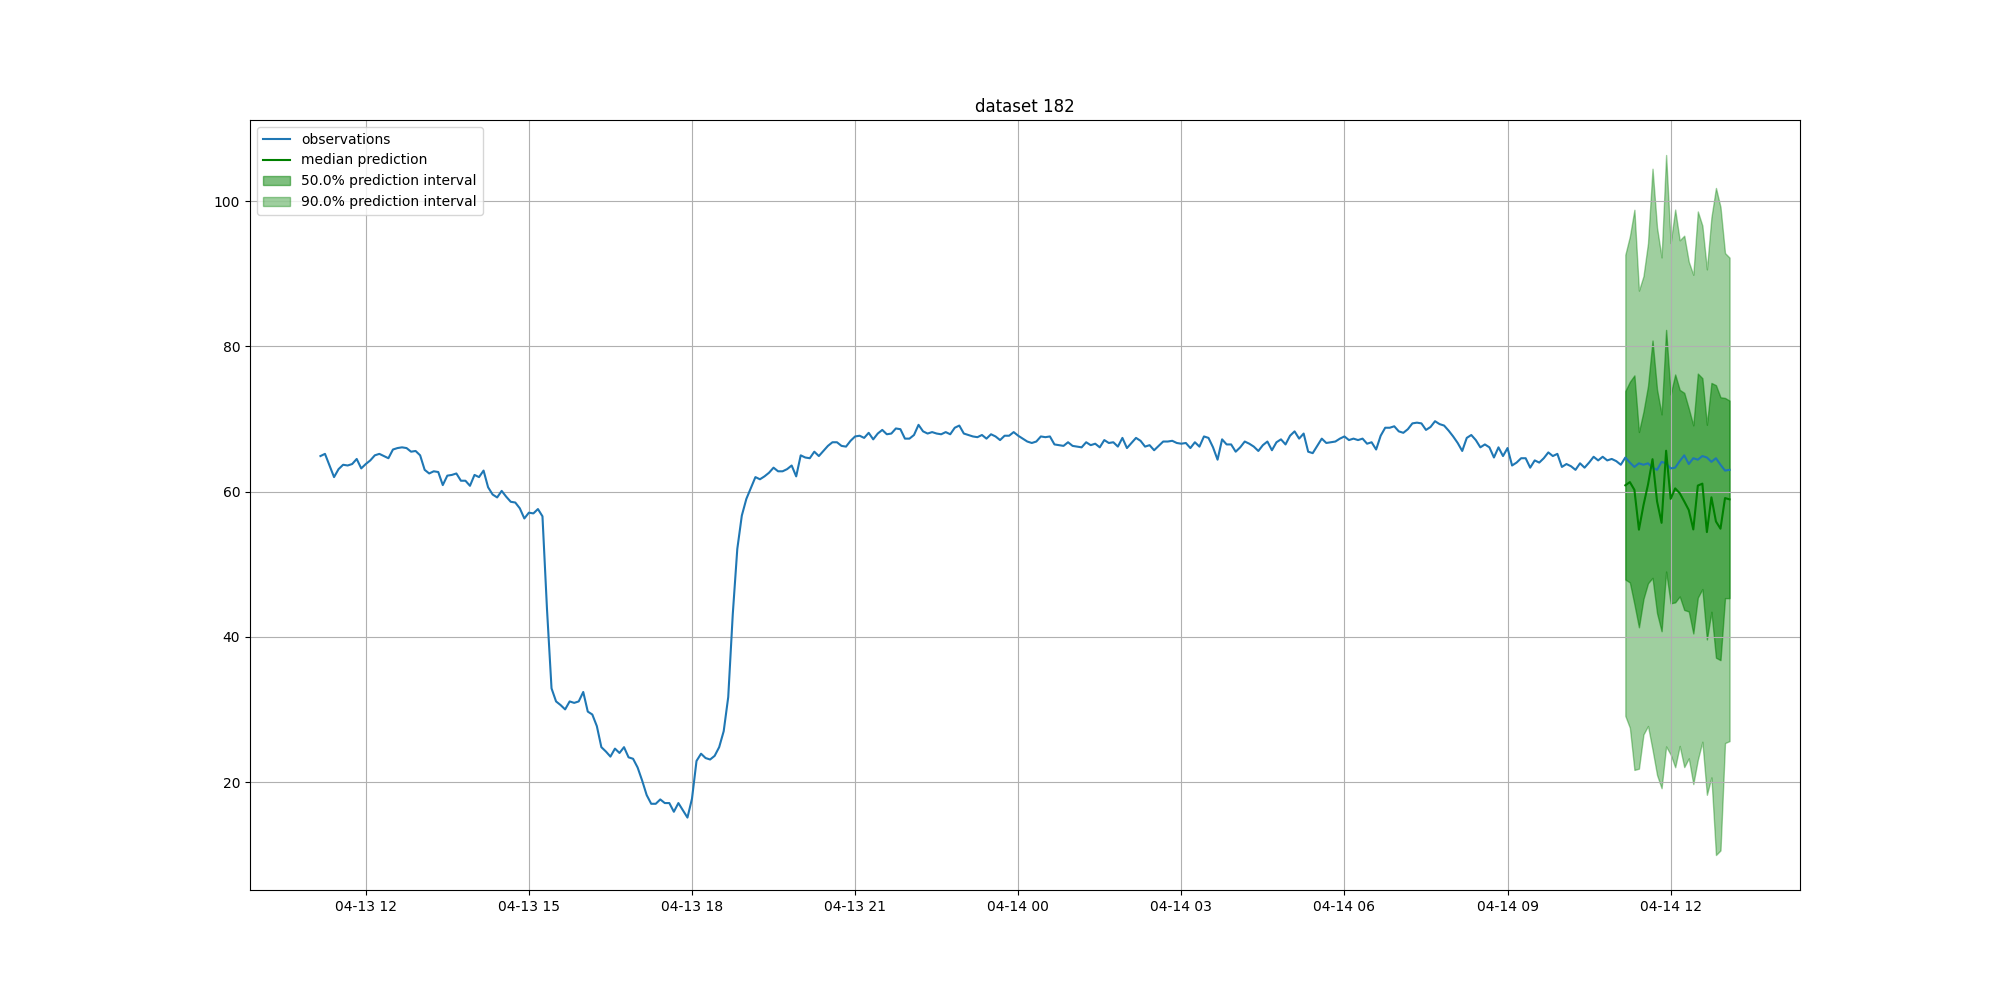 dataset 182
observations
median prediction
50.0% prediction interval
90.0% prediction interval
100
80
60
40
20
04-13 12
04-13 15
04-13 18
04-13 21
04-14 00
04-14 03
04-14 06
04-14 09
04-14 12